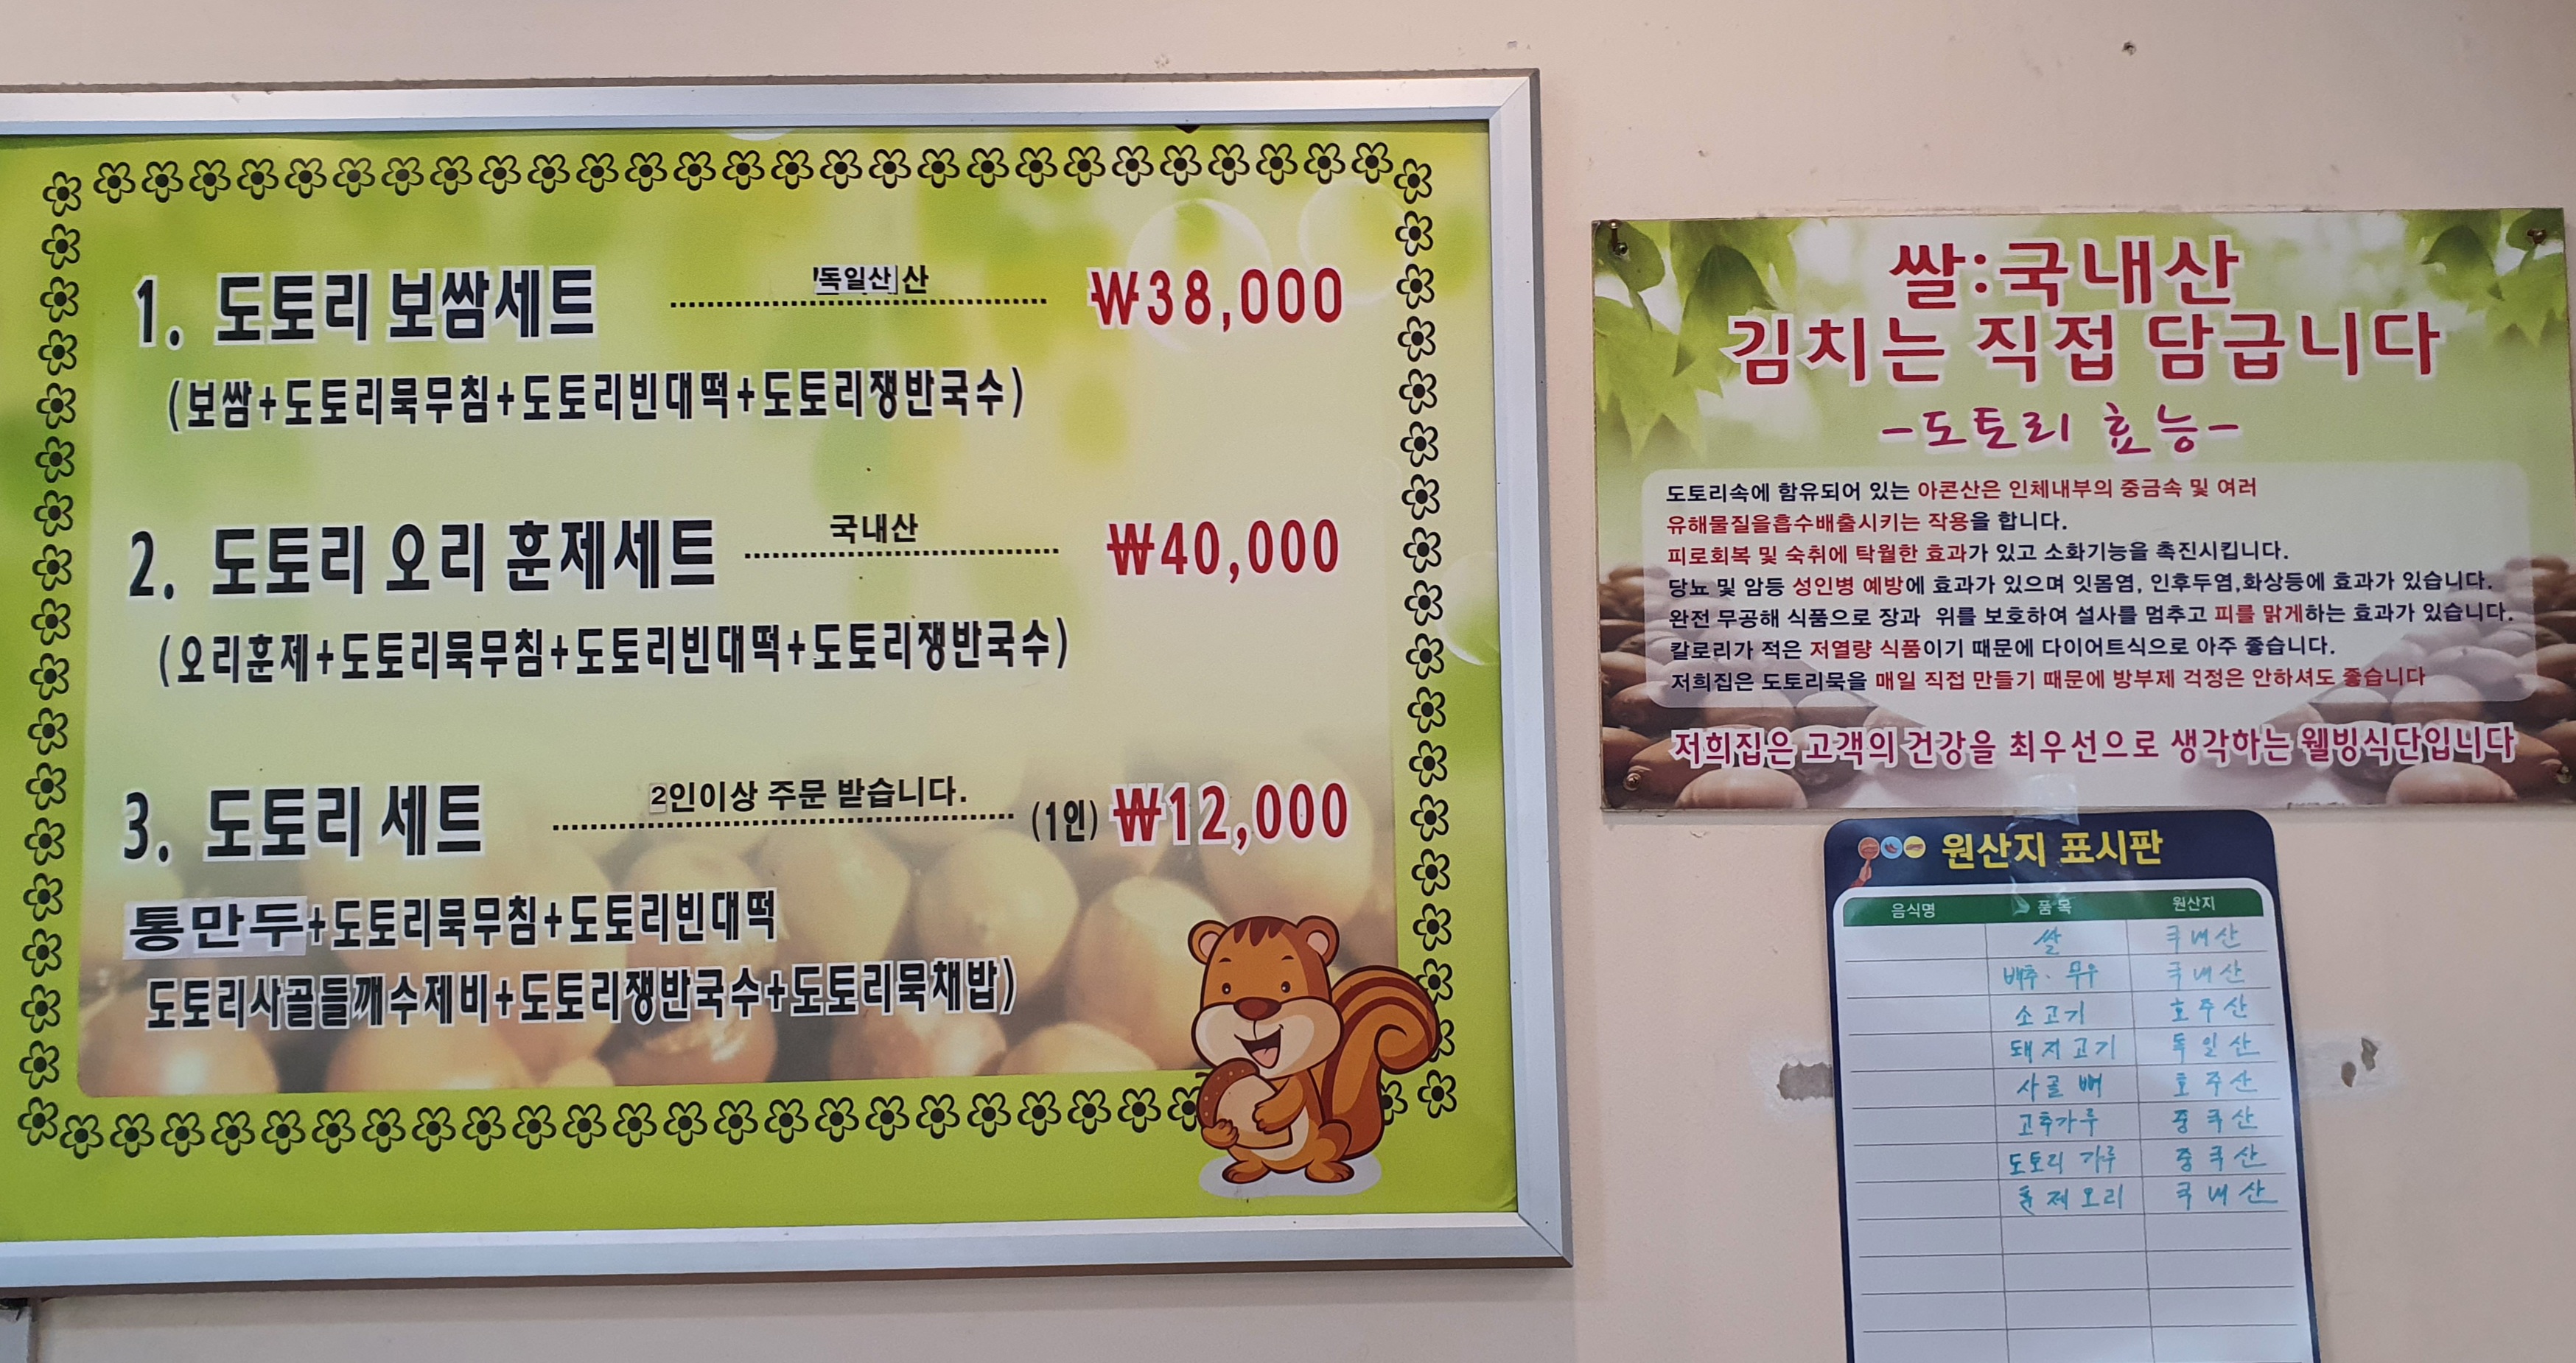 1. 도토리 보쌈세트 독일산산 ₩38,000
(보쌈+도토리묵무침+도토리빈대떡+도토리쟁반국수)
2. 도토리 오리 훈제세트 국내산 ₩40,000
(오리훈제+도토리묵무침+도토리빈대떡+도토리쟁반국수)
3. 도토리 세트 2인이상 주문 받습니다. (1인) ₩12,000
통만두+도토리묵무침+도토리빈대떡
도토리사골들깨수제비+도토리쟁반국수+도토리묵채밥)
쌀:국내산
김치는 직접 담급니다
-도토리 효능-
도토리속에 함유되어 있는 아콘산은 인체내부의 중금속 및 여러
유해물질을흡수배출시키는 작용을 합니다.
피로회복 및 숙취에 탁월한 효과가 있고 소화기능을 촉진시킵니다.
당뇨 및 암등 성인병 예방에 효과가 있으며 잇몸염, 인후두염,화상등에 효과가 있습니다.
완전 무공해 식품으로 장과 위를 보호하여 설사를 멈추고 피를 맑게하는 효과가 있습니다.
칼로리가 적은 저열량 식품이기 때문에 다이어트식으로 아주 좋습니다.
저희집은 도토리묵을 매일 직접 만들기 때문에 방부제 걱정은 안하셔도 좋습니다
저희집은 고객의 건강을 최우선으로 생각하는 웰빙식단입니다
원산지 표시판
음식명 품목 원산지
쌀 국내산
배추·무우 국내산
소고기 호주산
돼지고기 독일산
사골 뼈 호주산
고추가루 중국산
도토리 가루 중국산
훈제오리 국내산